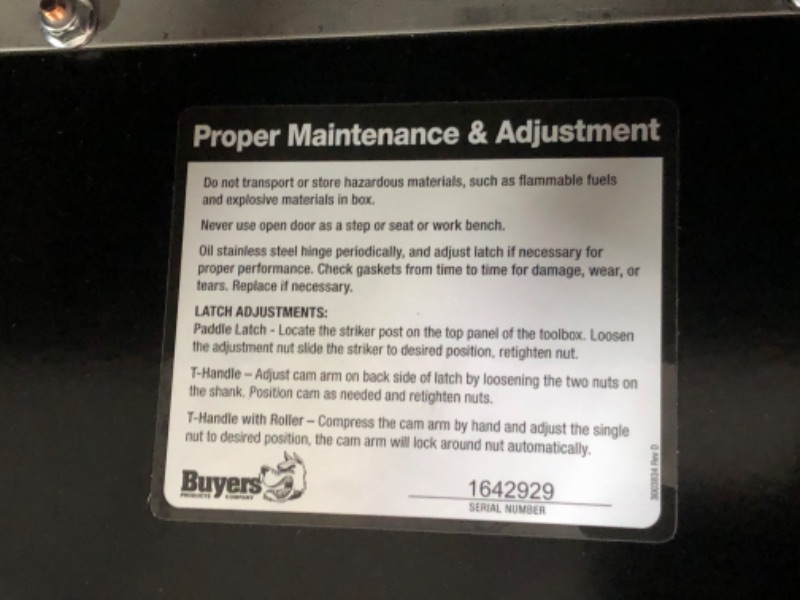 Proper Maintenance & Adjustment
Do not transport or store hazardous materials, such as flammable fuels
and explosive materials in box.
Never use open door as a step or seat or work bench.
Oil stainless steel hinge periodically, and adjust latch if necessary for
proper performance. Check gaskets from time to time for damage, wear, or
tears. Replace if necessary.
LATCH ADJUSTMENTS:
Paddle Latch - Locate the striker post on the top panel of the toolbox. Loosen
the adjustment nut slide the striker to desired position, retighten nut.
T-Handle – Adjust cam arm on back side of latch by loosening the two nuts on
the shank. Position cam as needed and retighten nuts.
T-Handle with Roller – Compress the cam arm by hand and adjust the single
nut to desired position, the cam arm will lock around nut automatically.
Buyers
PRODUCTS COMPANY
1642929
SERIAL NUMBER
3003834 Rev D